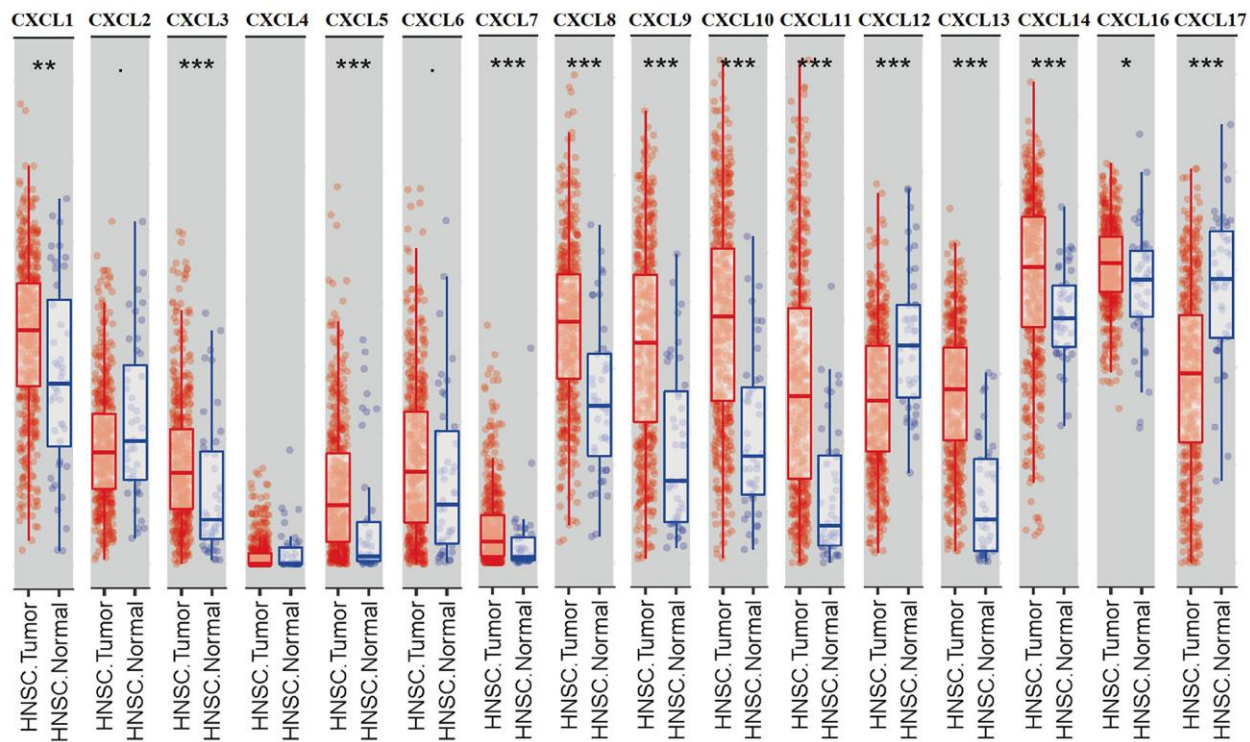 CXCL1 CXCL2 CXCL3 CXCL4 CXCL5 CXCL6 CXCL7 CXCL8 CXCL9 CXCL10 CXCL11 CXCL12 CXCL13 CXCL14 CXCL16 CXCL17
** . *** *** . *** *** *** *** *** *** *** *** * ***
HNSC.Tumor
HNSC.Normal
HNSC.Tumor
HNSC.Normal
HNSC.Tumor
HNSC.Normal
HNSC.Tumor
HNSC.Normal
HNSC.Tumor
HNSC.Normal
HNSC.Tumor
HNSC.Normal
HNSC.Tumor
HNSC.Normal
HNSC.Tumor
HNSC.Normal
HNSC.Tumor
HNSC.Normal
HNSC.Tumor
HNSC.Normal
HNSC.Tumor
HNSC.Normal
HNSC.Tumor
HNSC.Normal
HNSC.Tumor
HNSC.Normal
HNSC.Tumor
HNSC.Normal
HNSC.Tumor
HNSC.Normal
HNSC.Tumor
HNSC.Normal